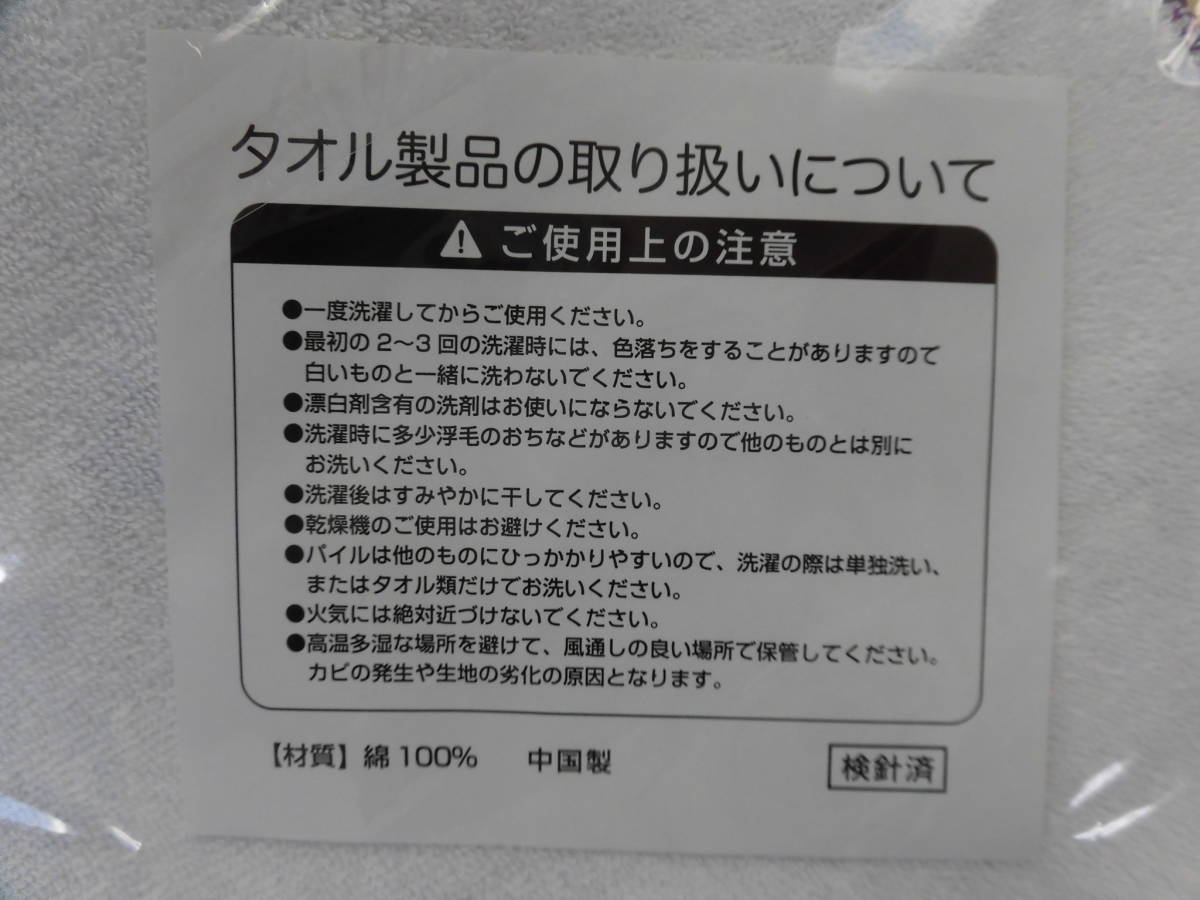 タオル製品の取り扱いについて
ご使用上の注意
●一度洗濯してからご使用ください。
●最初の2〜3回の洗濯時には、色落ちをすることがありますので
白いものと一緒に洗わないでください。
●漂白剤含有の洗剤はお使いにならないでください。
●洗濯時に多少浮毛のおちなどがありますので他のものとは別に
お洗いください。
●洗濯後はすみやかに干してください。
●乾燥機のご使用はお避けください。
●パイルは他のものにひっかかりやすいので、洗濯の際は単独洗い、
またはタオル類だけでお洗いください。
●火気には絶対近づけないでください。
●高温多湿な場所を避けて、風通しの良い場所で保管してください。
カビの発生や生地の劣化の原因となります。
【材質】綿100% 中国製 検針済